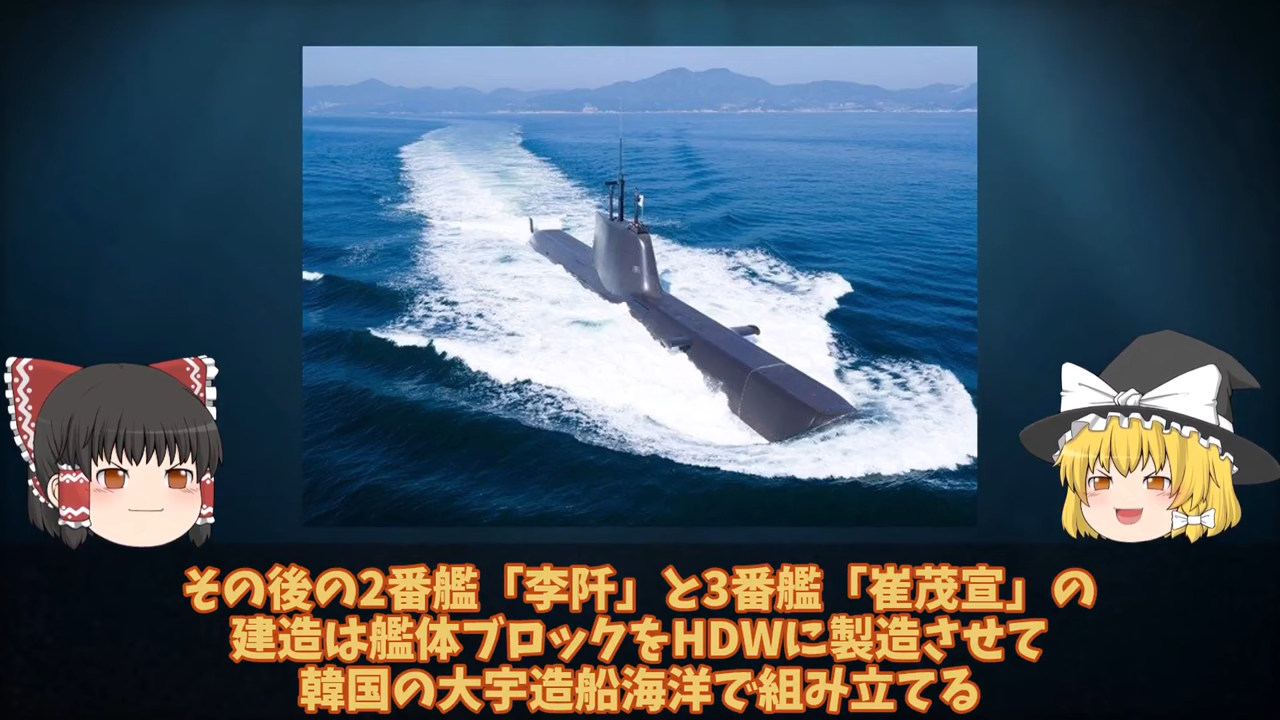 その後の2番艦「李阡」と3番艦「崔茂宣」の
建造は艦体ブロックをHDWに製造させて
韓国の大宇造船海洋で組み立てる